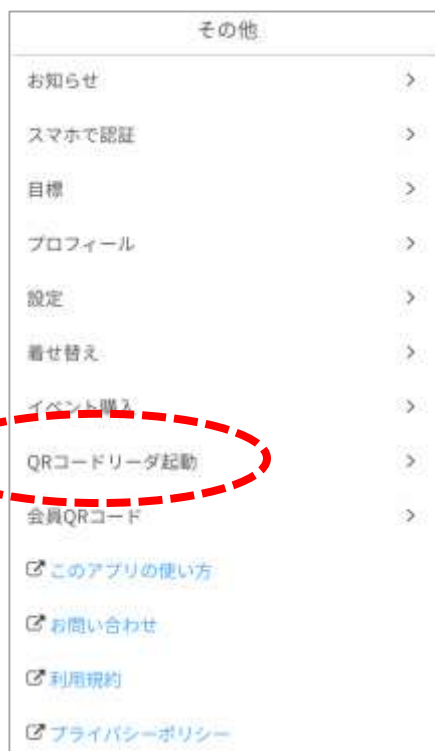 その他
お知らせ
スマホで認証
目標
プロフィール
設定
着せ替え
イベント購入
QRコードリーダ起動
会員QRコード
このアプリの使い方
お問い合わせ
利用規約
プライバシーポリシー